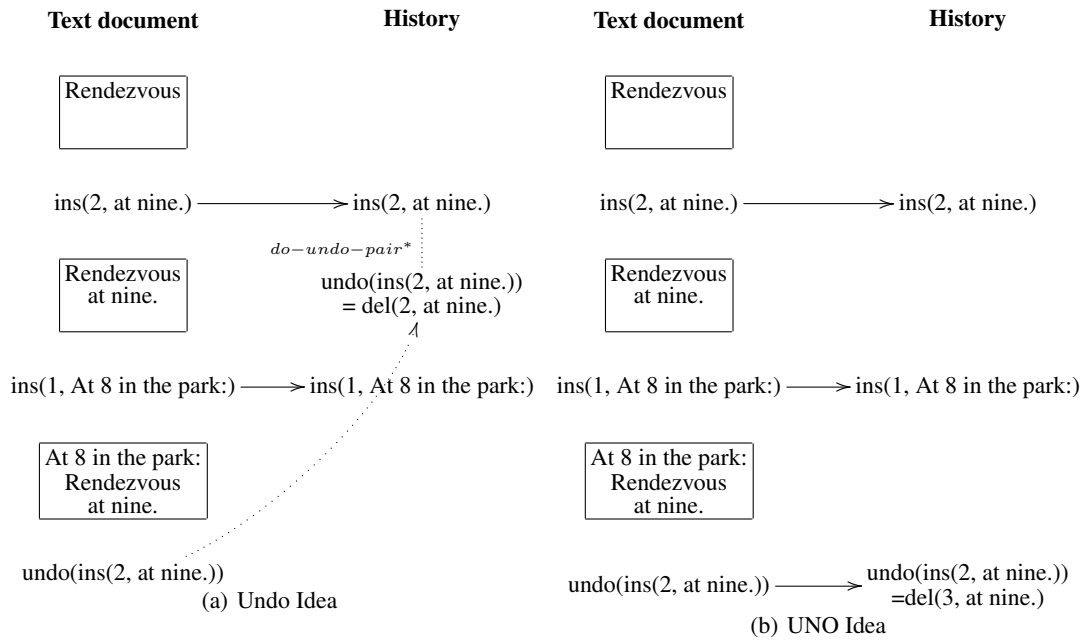 Text document
History
Rendezvous
ins(2, at nine.)
ins(2, at nine.)
do−undo−pair*
Rendezvous
at nine.
undo(ins(2, at nine.))
= del(2, at nine.)
ins(1, At 8 in the park:)
ins(1, At 8 in the park:)
At 8 in the park:
Rendezvous
at nine.
undo(ins(2, at nine.))
(a) Undo Idea
Text document
History
Rendezvous
ins(2, at nine.)
ins(2, at nine.)
Rendezvous
at nine.
ins(1, At 8 in the park:)
ins(1, At 8 in the park:)
At 8 in the park:
Rendezvous
at nine.
undo(ins(2, at nine.))
undo(ins(2, at nine.))
=del(3, at nine.)
(b) UNO Idea